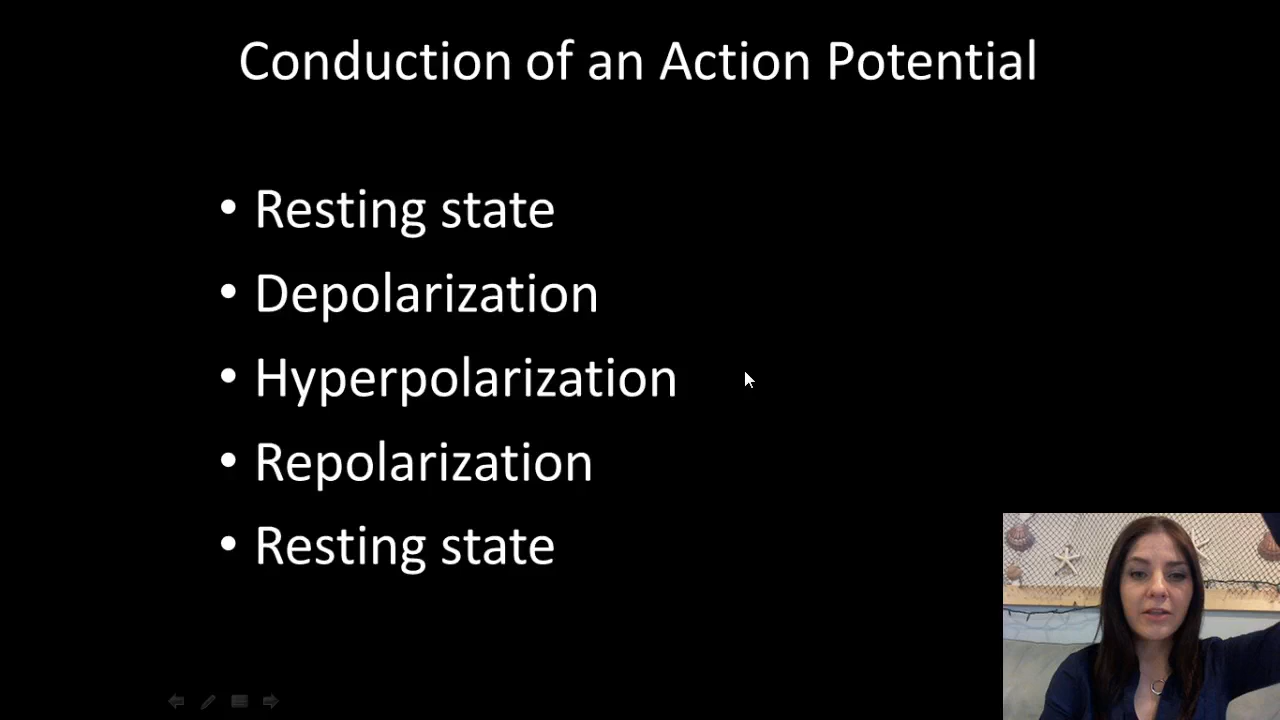 Conduction of an Action Potential
• Resting state
• Depolarization
• Hyperpolarization
• Repolarization
• Resting state